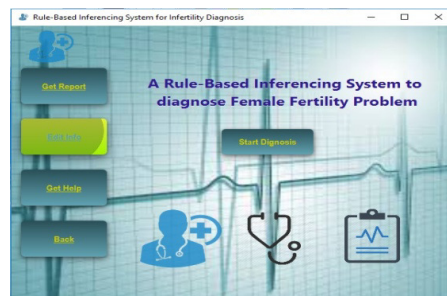 Rule-Based Inferencing System for Infertility Diagnosis
A Rule-Based Inferencing System to
diagnose Female Fertility Problem
Get Report
Start Dignosis
Get Help
Back